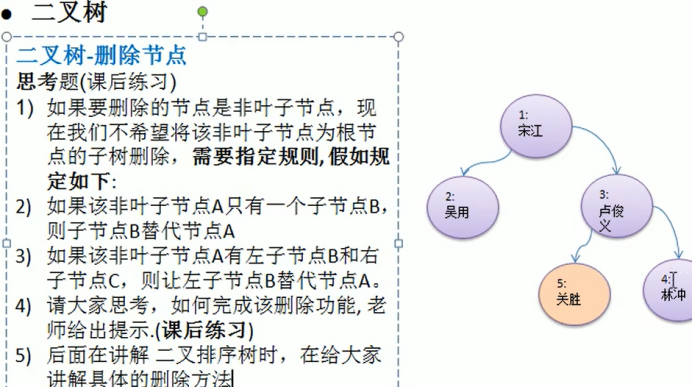 ● 二叉树
二叉树-删除节点
思考题(课后练习)
1) 如果要删除的节点是非叶子节点，现
在我们不希望将该非叶子节点为根节
点的子树删除，需要指定规则, 假如规
定如下:
2) 如果该非叶子节点A只有一个子节点B，
则子节点B替代节点A
3) 如果该非叶子节点A有左子节点B和右
子节点C，则让左子节点B替代节点A。
4) 请大家思考，如何完成该删除功能, 老
师给出提示.(课后练习)
5) 后面在讲解 二叉排序树时，在给大家
讲解具体的删除方法
1:
宋江
2:
吴用
3:
卢俊
义
5:
关胜
4:
林冲